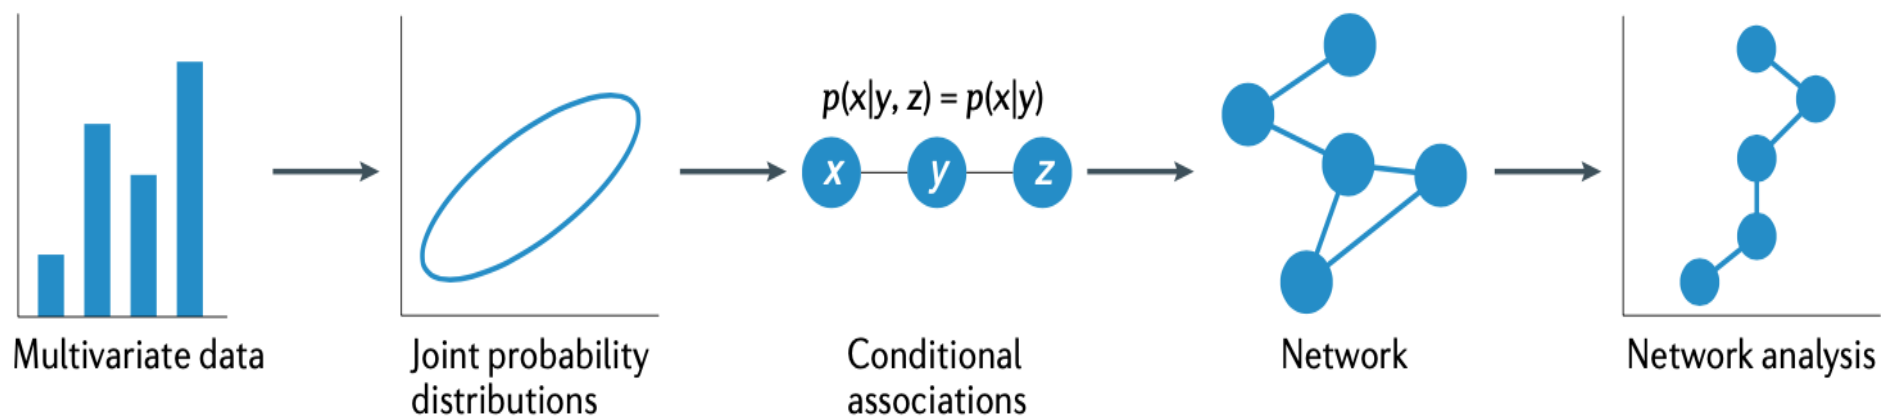 p(x|y, z) = p(x|y)
x y z
Multivariate data
Joint probability
distributions
Conditional
associations
Network
Network analysis